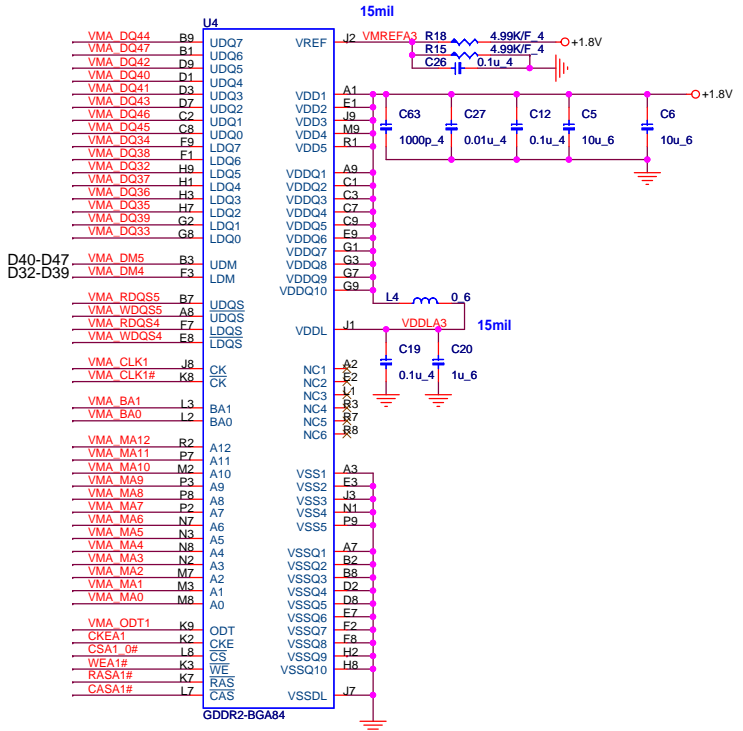 15mil
U4
VMA_DQ44 B9 UDQ7 VREF J2 VMREFA3 R18 4.99K/F_4 +1.8V
VMA_DQ47 B1 UDQ6 R15 4.99K/F_4
VMA_DQ42 D9 UDQ5 C26 0.1u_4
VMA_DQ40 D1 UDQ4
VMA_DQ41 D3 UDQ3 VDD1 A1 +1.8V
VMA_DQ43 D7 UDQ2 VDD2 E1
VMA_DQ46 C2 UDQ1 VDD3 J9 C63 C27 C12 C5 C6
VMA_DQ45 C8 UDQ0 VDD4 M9
VMA_DQ34 F9 LDQ7 VDD5 R1 1000p_4 0.01u_4 0.1u_4 10u_6 10u_6
VMA_DQ38 F1 LDQ6
VMA_DQ32 H9 LDQ5 VDDQ1 A9
VMA_DQ37 H1 LDQ4 VDDQ2 C1
VMA_DQ36 H3 LDQ3 VDDQ3 C3
VMA_DQ35 H7 LDQ2 VDDQ4 C7
VMA_DQ39 G2 LDQ1 VDDQ5 C9
VMA_DQ33 G8 LDQ0 VDDQ6 E9
VDDQ7 G1
D40-D47 VMA_DM5 B3 UDM VDDQ8 G3
D32-D39 VMA_DM4 F3 LDM VDDQ9 G7
VDDQ10 G9
VMA_RDQS5 B7 UDQS L4 0_6
VMA_WDQS5 A8 UDQS
VMA_RDQS4 F7 LDQS VDDL J1 VDDLA3 15mil
VMA_WDQS4 E8 LDQS
C19 C20
VMA_CLK1 J8 CK NC1 A2
VMA_CLK1# K8 CK NC2 E2 0.1u_4 1u_6
NC3 L1
VMA_BA1 L3 BA1 NC4 R3
VMA_BA0 L2 BA0 NC5 R7
NC6 R8
VMA_MA12 R2 A12
VMA_MA11 P7 A11
VMA_MA10 M2 A10 VSS1 A3
VMA_MA9 P3 A9 VSS2 E3
VMA_MA8 P8 A8 VSS3 J3
VMA_MA7 P2 A7 VSS4 N1
VMA_MA6 N7 A6 VSS5 P9
VMA_MA5 N3 A5
VMA_MA4 N8 A4 VSSQ1 A7
VMA_MA3 N2 A3 VSSQ2 B2
VMA_MA2 M7 A2 VSSQ3 B8
VMA_MA1 M3 A1 VSSQ4 D2
VMA_MA0 M8 A0 VSSQ5 D8
VSSQ6 E7
VMA_ODT1 K9 ODT VSSQ7 F2
CKEA1 K2 CKE VSSQ8 F8
CSA1_0# L8 CS VSSQ9 H2
WEA1# K3 WE VSSQ10 H8
RASA1# K7 RAS
CASA1# L7 CAS VSSDL J7
GDDR2-BGA84